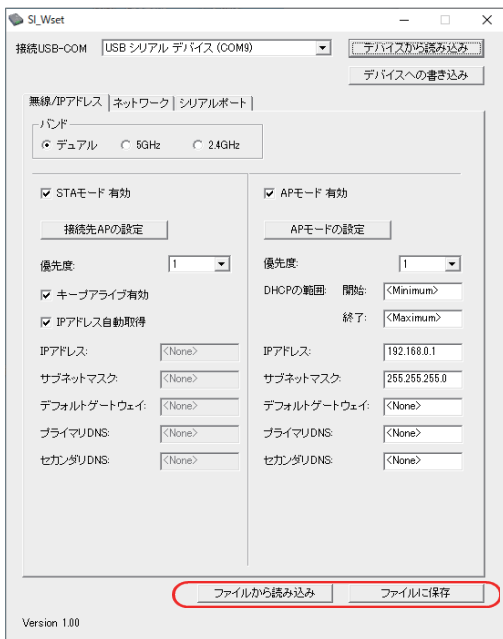 SI_Wset
接続USB-COM USB シリアル デバイス (COM9) デバイスから読み込み
デバイスへの書き込み
無線/IPアドレス ネットワーク シリアルポート
バンド
デュアル 5GHz 2.4GHz
STAモード 有効
接続先APの設定
優先度: 1
キープアライブ有効
IPアドレス自動取得
IPアドレス: <None>
サブネットマスク: <None>
デフォルトゲートウェイ: <None>
プライマリDNS: <None>
セカンダリDNS: <None>
APモード 有効
APモードの設定
優先度: 1
DHCPの範囲: 開始: <Minimum>
終了: <Maximum>
IPアドレス: 192.168.0.1
サブネットマスク: 255.255.255.0
デフォルトゲートウェイ: <None>
プライマリDNS: <None>
セカンダリDNS: <None>
ファイルから読み込み ファイルに保存
Version 1.00